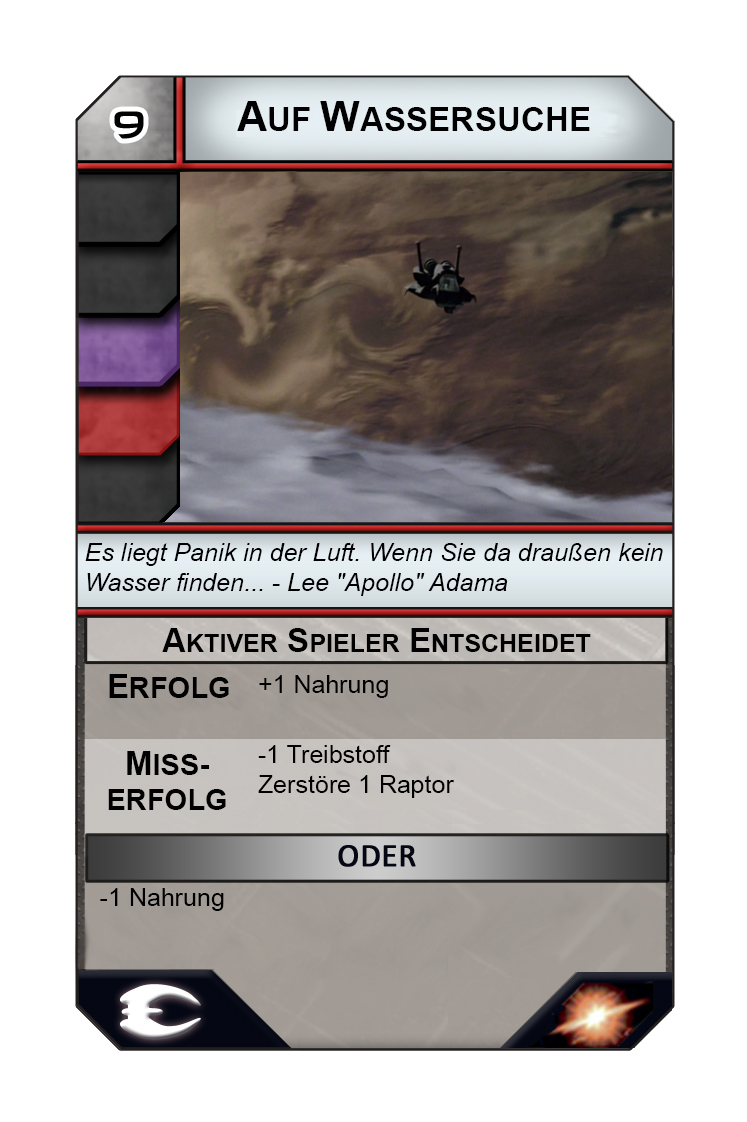 9
AUF WASSERSUCHE
Es liegt Panik in der Luft. Wenn Sie da draußen kein
Wasser finden... - Lee "Apollo" Adama
AKTIVER SPIELER ENTSCHEIDET
ERFOLG
+1 Nahrung
MISS-
ERFOLG
-1 Treibstoff
Zerstöre 1 Raptor
ODER
-1 Nahrung